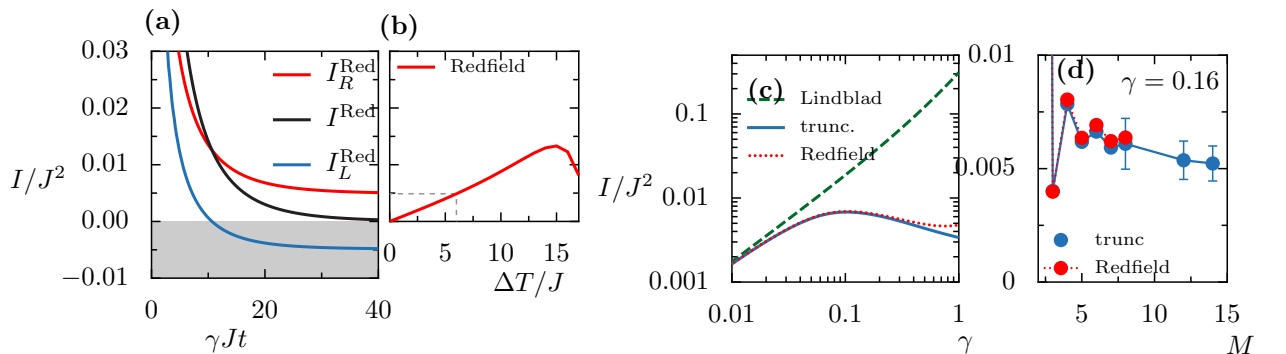 (a)
I/J²
0.03
0.02
0.01
0.00
−0.01
I_R^Red
I^Red
I_L^Red
0
20
40
γJt
(b)
Redfield
0
5
10
15
ΔT/J
(c)
I/J²
0.1
0.01
0.001
Lindblad
trunc.
Redfield
0.01
0.1
1
γ
(d)
γ = 0.16
0.01
0.005
0
trunc
Redfield
5
10
15
M